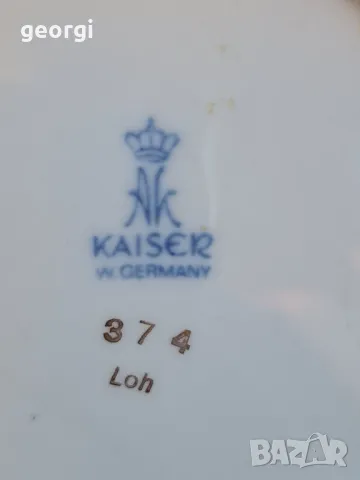 georgi
AK
KAISER
W. GERMANY
374
Loh
BAZAR